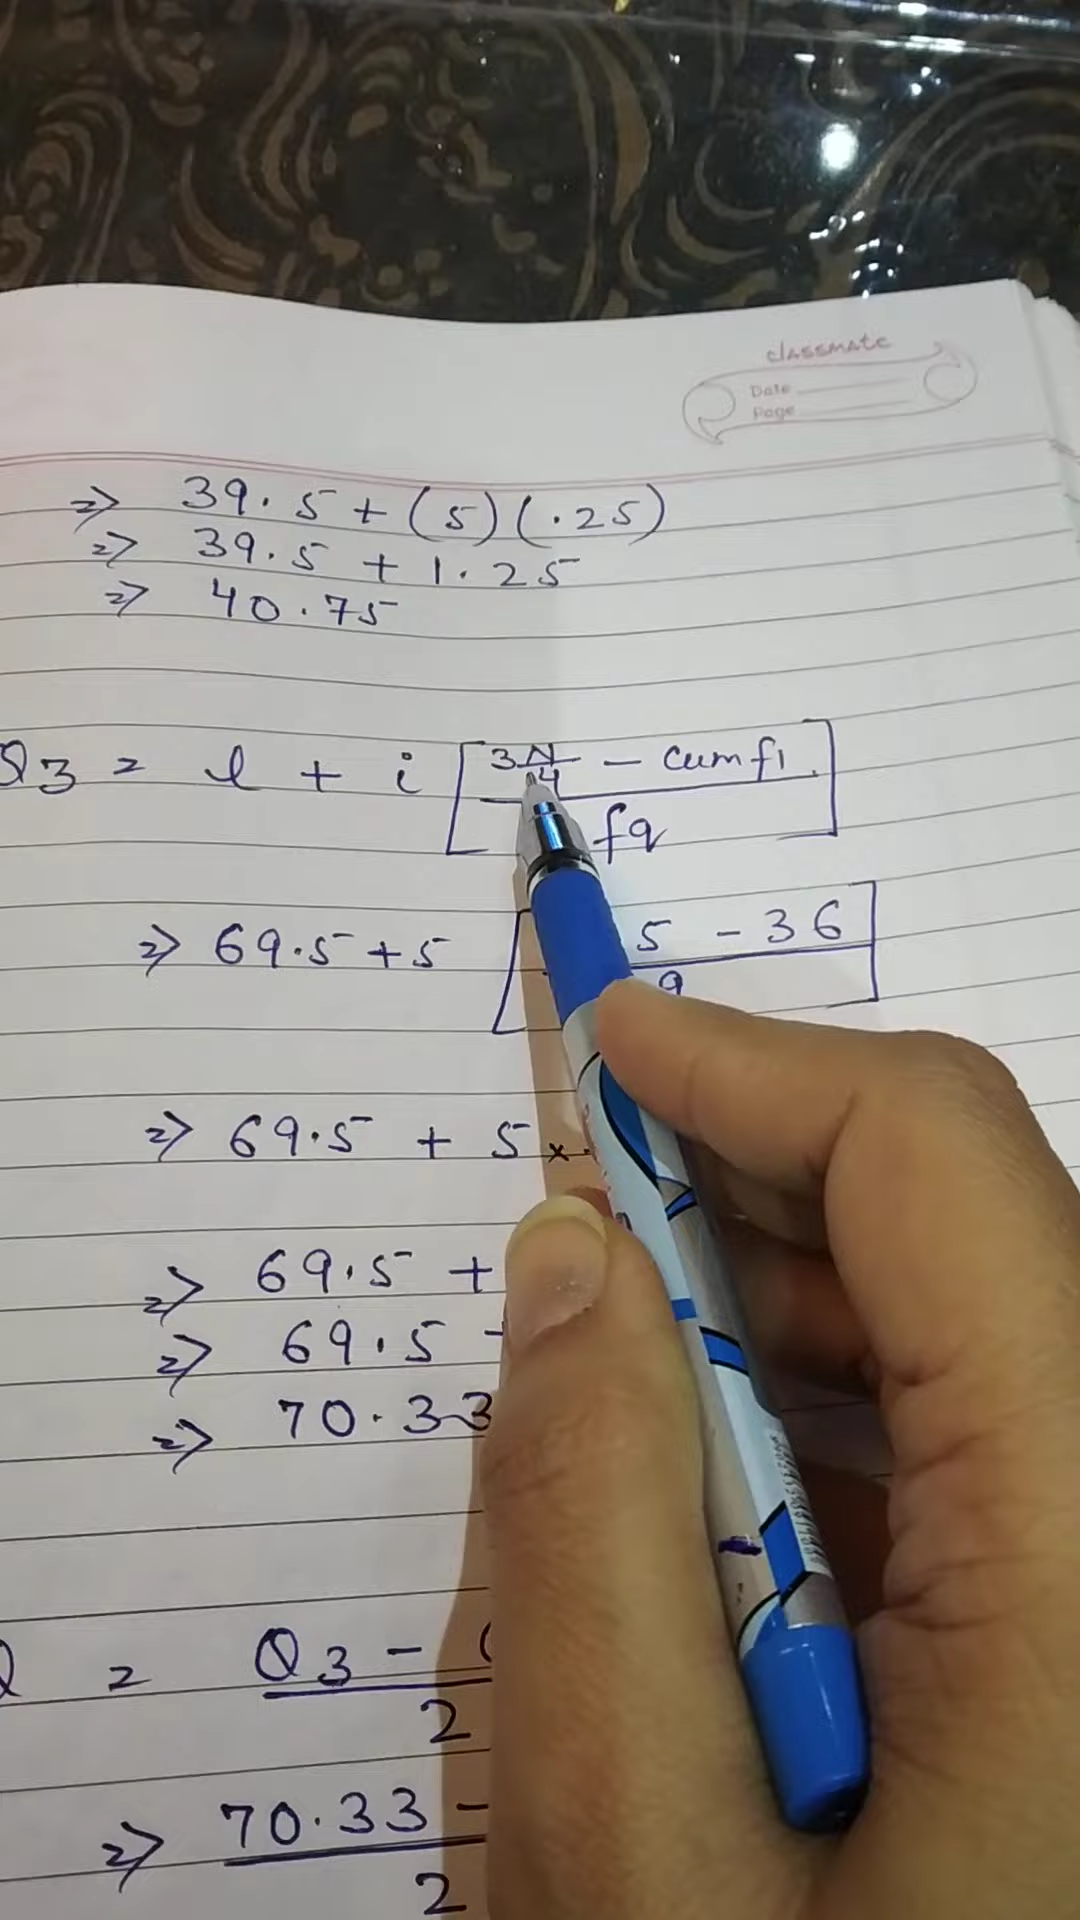 classmate
Date
Page
=> 39.5 + (5)(.25)
=> 39.5 + 1.25
=> 40.75
Q3 = l + i [3N/4 - cumf1 / fq]
=> 69.5 + 5 [5 - 36 / 9]
=> 69.5 + 5 ×
=> 69.5 +
=> 69.5
=> 70.33
= Q3 - / 2
=> 70.33 - / 2